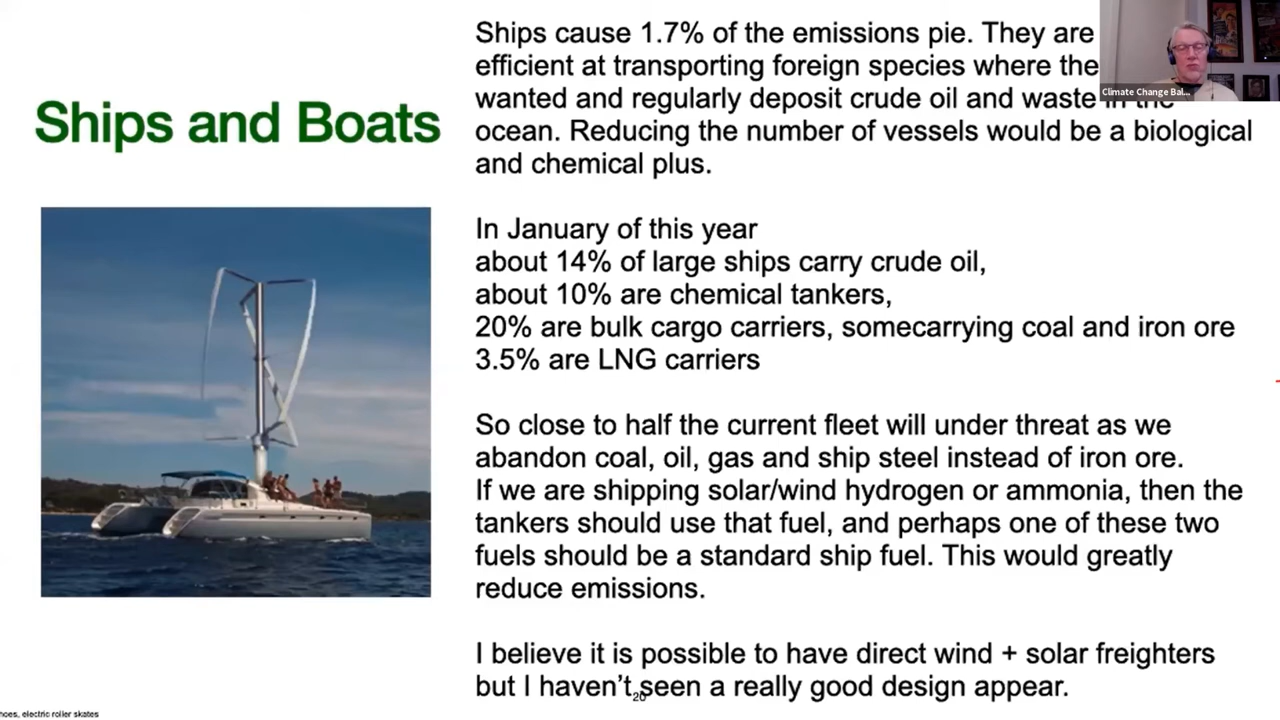 Ships and Boats
Ships cause 1.7% of the emissions pie. They are
efficient at transporting foreign species where the
wanted and regularly deposit crude oil and waste in the
ocean. Reducing the number of vessels would be a biological
and chemical plus.
In January of this year
about 14% of large ships carry crude oil,
about 10% are chemical tankers,
20% are bulk cargo carriers, somecarrying coal and iron ore
3.5% are LNG carriers
So close to half the current fleet will under threat as we
abandon coal, oil, gas and ship steel instead of iron ore.
If we are shipping solar/wind hydrogen or ammonia, then the
tankers should use that fuel, and perhaps one of these two
fuels should be a standard ship fuel. This would greatly
reduce emissions.
I believe it is possible to have direct wind + solar freighters
but I haven't seen a really good design appear.
20
hoes, electric roller skates
Climate Change Bal...